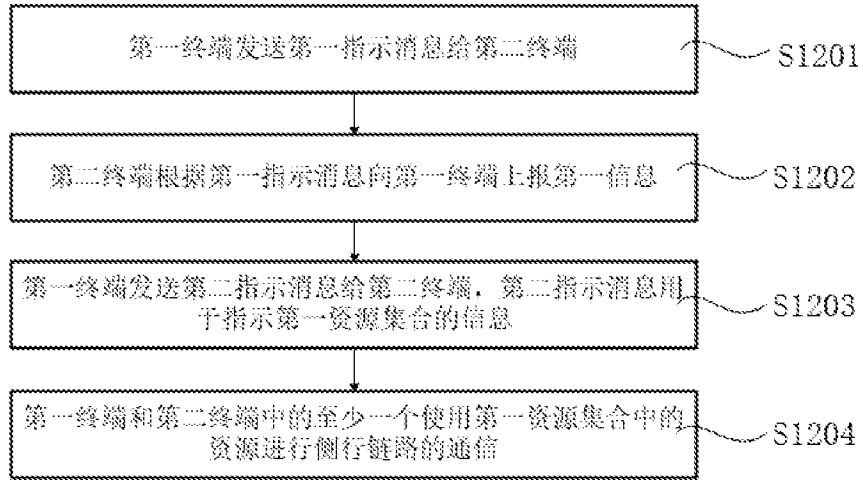 第一终端发送第一指示消息给第二终端
S1201
第二终端根据第一指示消息向第一终端上报第一信息
S1202
第一终端发送第二指示消息给第二终端，第二指示消息用
于指示第一资源集合的信息
S1203
第一终端和第二终端中的至少一个使用第一资源集合中的
资源进行侧行链路的通信
S1204